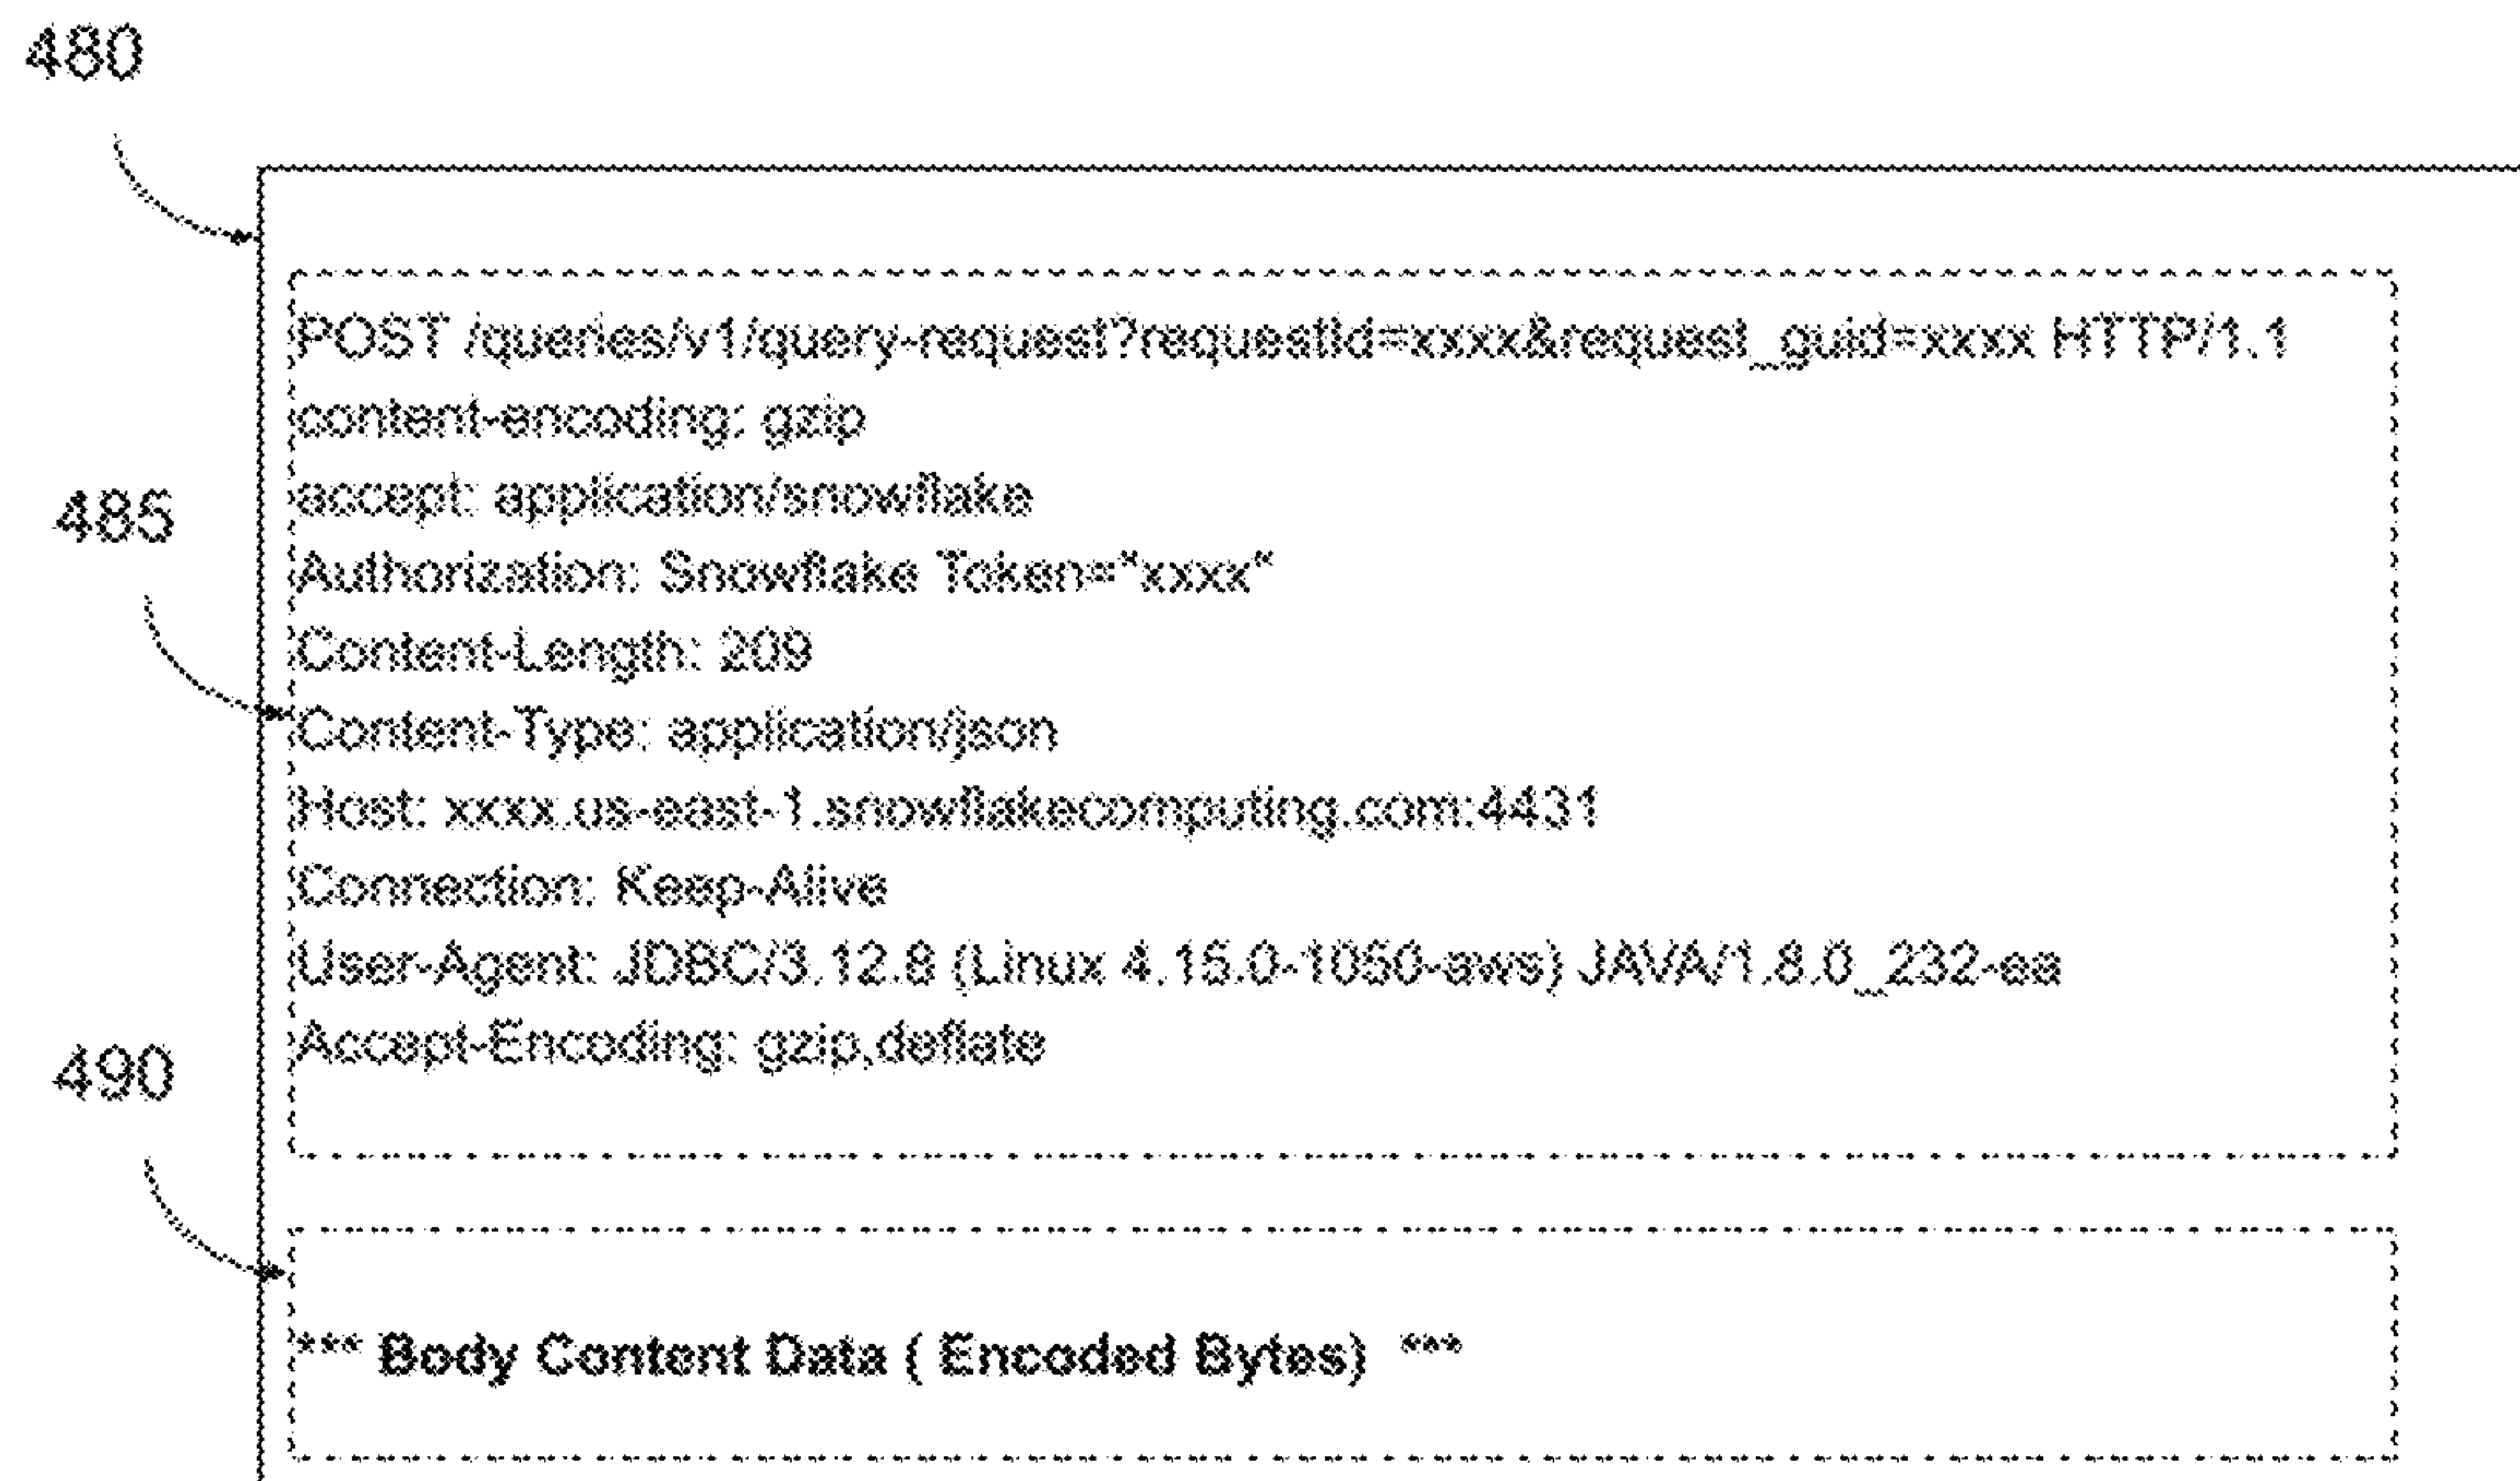 480
POST /queries/v1/query-request?requestId=xxxx&request_guid=xxxx HTTP/1.1
content-encoding: gzip
accept: application/snowflake
485
Authorization: Snowflake Token="xxxx"
Content-Length: 209
Content-Type: application/json
Host: xxxx.us-east-1.snowflakecomputing.com:4431
Connection: Keep-Alive
User-Agent: JDBC/3.12.8 (Linux 4.15.0-1050-aws) JAVA/1.8.0_232-ea
Accept-Encoding: gzip,deflate
490
*** Body Content Data ( Encoded Bytes) ***